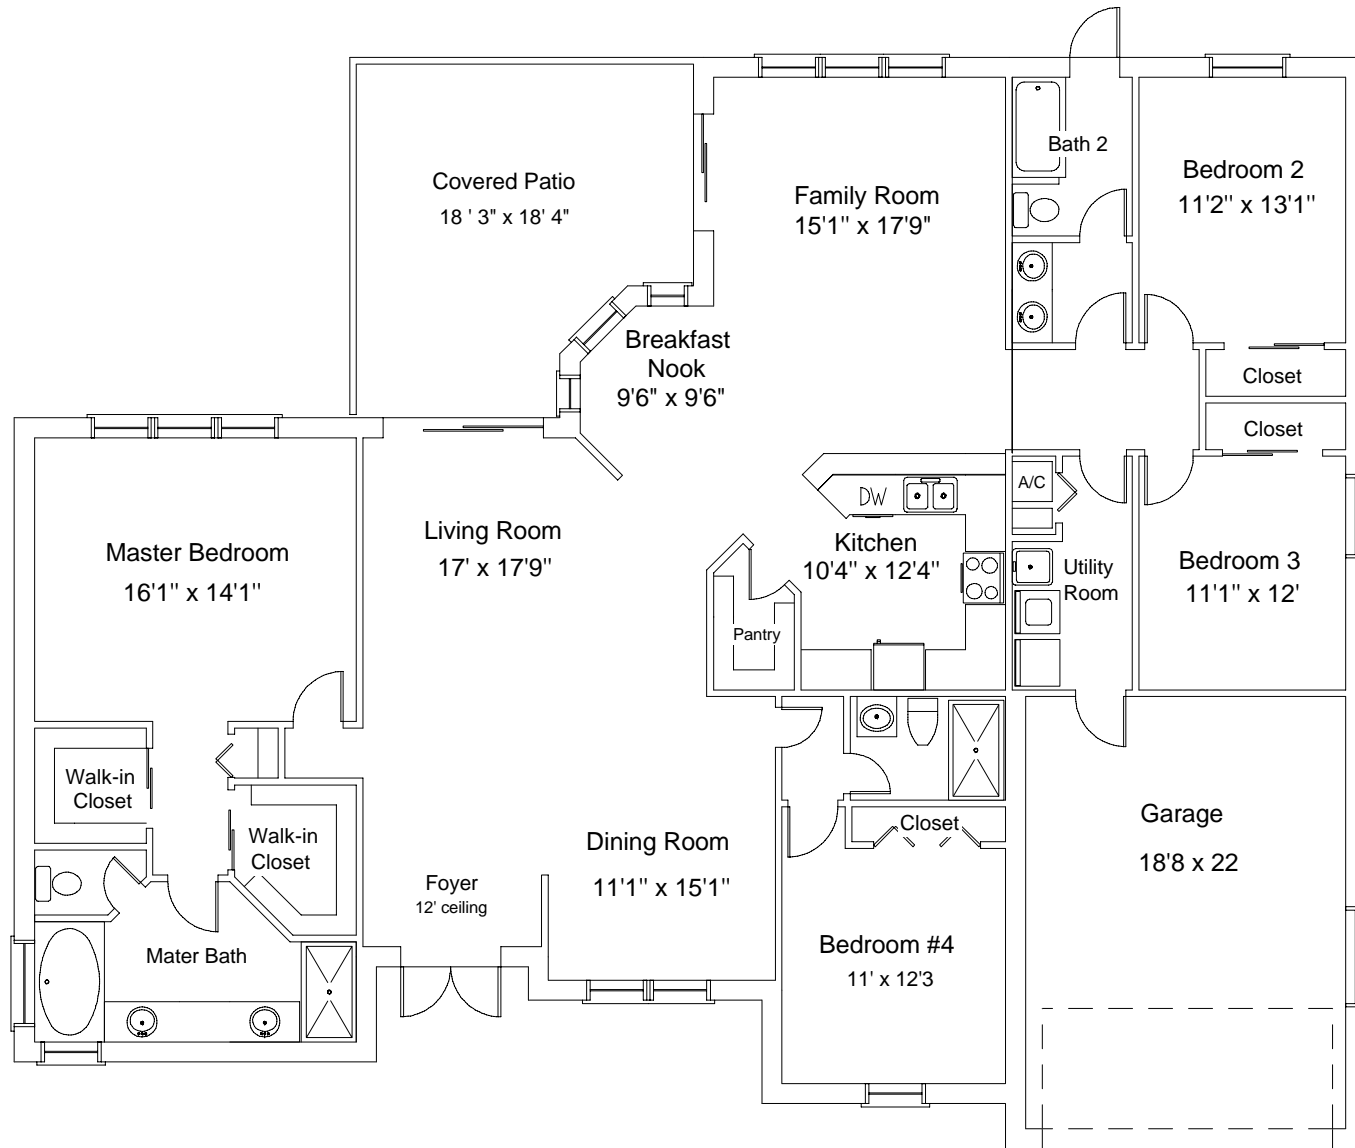 Covered Patio
18 ' 3" x 18' 4"
Family Room
15'1" x 17'9"
Bath 2
Bedroom 2
11'2" x 13'1"
Breakfast
Nook
9'6" x 9'6"
Closet
Closet
Master Bedroom
16'1" x 14'1"
Living Room
17' x 17'9"
DW
Kitchen
10'4" x 12'4"
A/C
Utility
Room
Bedroom 3
11'1" x 12'
Pantry
Walk-in
Closet
Walk-in
Closet
Dining Room
11'1" x 15'1"
Closet
Garage
18'8 x 22
Foyer
12' ceiling
Mater Bath
Bedroom #4
11' x 12'3